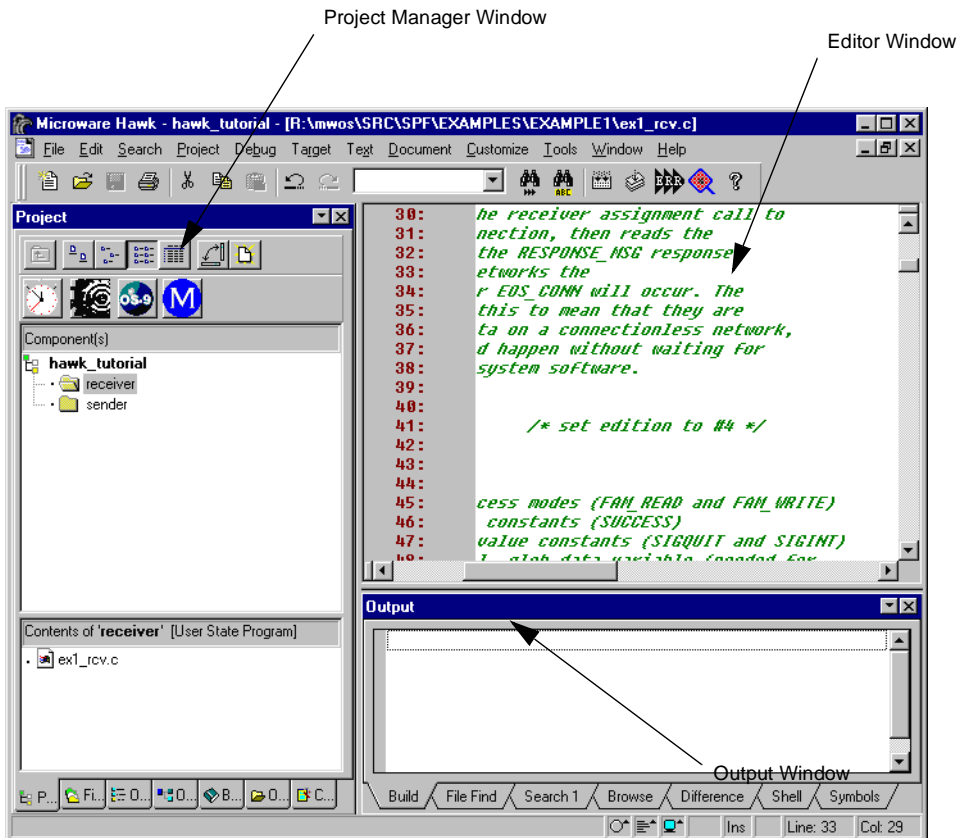 Project Manager Window
Editor Window
Microware Hawk - hawk_tutorial - [R:\mwos\SRC\SPF\EXAMPLES\EXAMPLE1\ex1_rcv.c]
File Edit Search Project Debug Target Text Document Customize Tools Window Help
ABC
ERR
?
Project
OS-9
M
Component(s)
hawk_tutorial
receiver
sender
Contents of 'receiver' [User State Program]
ex1_rcv.c
P... Fi... O... O... B... O... C...
30: he receiver assignment call to
31: nection, then reads the
32: the RESPONSE_MSG response
33: etworks the
34: r EOS_CONN will occur. The
35: this to mean that they are
36: ta on a connectionless network,
37: d happen without waiting for
38: system software.
39:
40:
41: /* set edition to #4 */
42:
43:
44:
45: cess modes (FAM_READ and FAM_WRITE)
46: constants (SUCCESS)
47: value constants (SIGQUIT and SIGINT)
Output
Output Window
Build File Find Search 1 Browse Difference Shell Symbols
Ins Line: 33 Col: 29